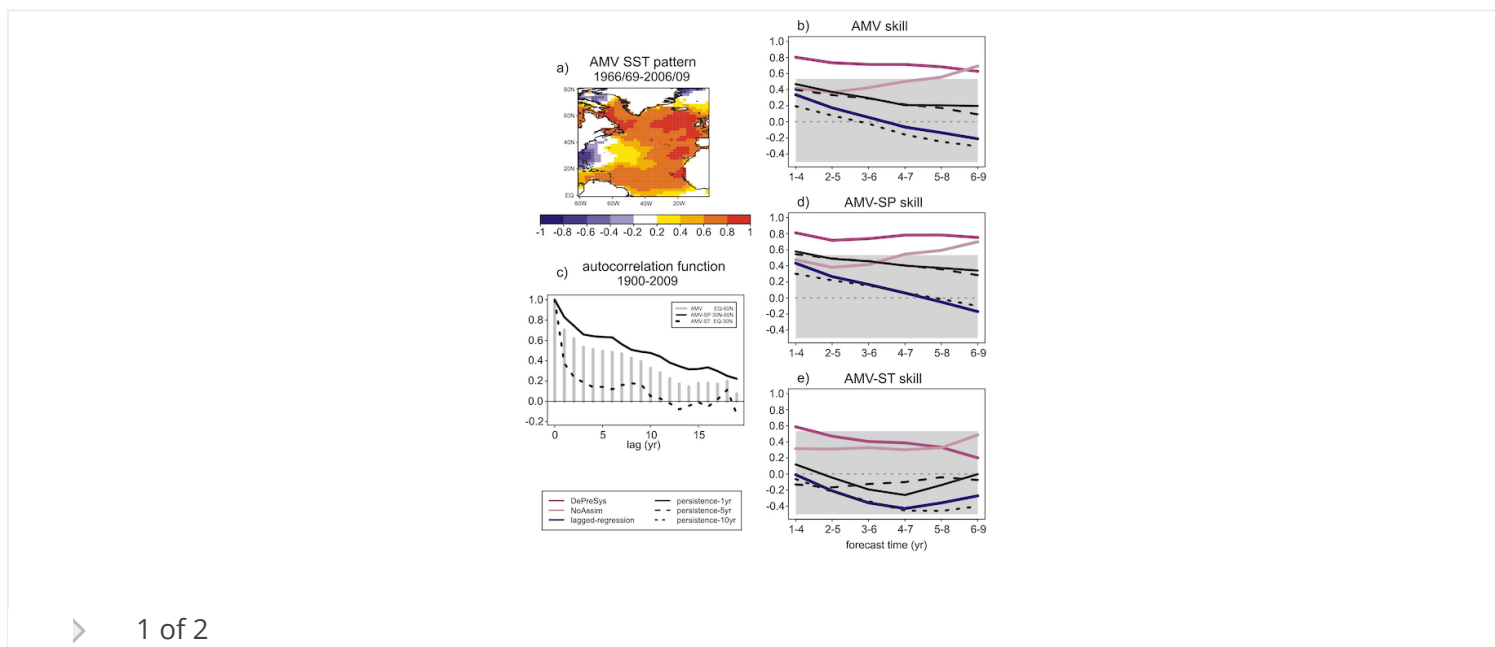 a) AMV SST pattern
1966/69-2006/09
80N
60N
40N
20N
EQ
80W 60W 40W 20W
-1 -0.8 -0.6 -0.4 -0.2 0.2 0.4 0.6 0.8 1
b) AMV skill
1.0
0.8
0.6
0.4
0.2
0.0
-0.2
-0.4
1-4 2-5 3-6 4-7 5-8 6-9
c) autocorrelation function
1900-2009
1.0
0.8
0.6
0.4
0.2
0.0
-0.2
AMV EQ-60N
AMV-SP 30N-60N
AMV-ST EQ-30N
0 5 10 15
lag (yr)
d) AMV-SP skill
1.0
0.8
0.6
0.4
0.2
0.0
-0.2
-0.4
1-4 2-5 3-6 4-7 5-8 6-9
e) AMV-ST skill
1.0
0.8
0.6
0.4
0.2
0.0
-0.2
-0.4
1-4 2-5 3-6 4-7 5-8 6-9
forecast time (yr)
DePreSys persistence-1yr
NoAssim persistence-5yr
lagged-regression persistence-10yr
1 of 2